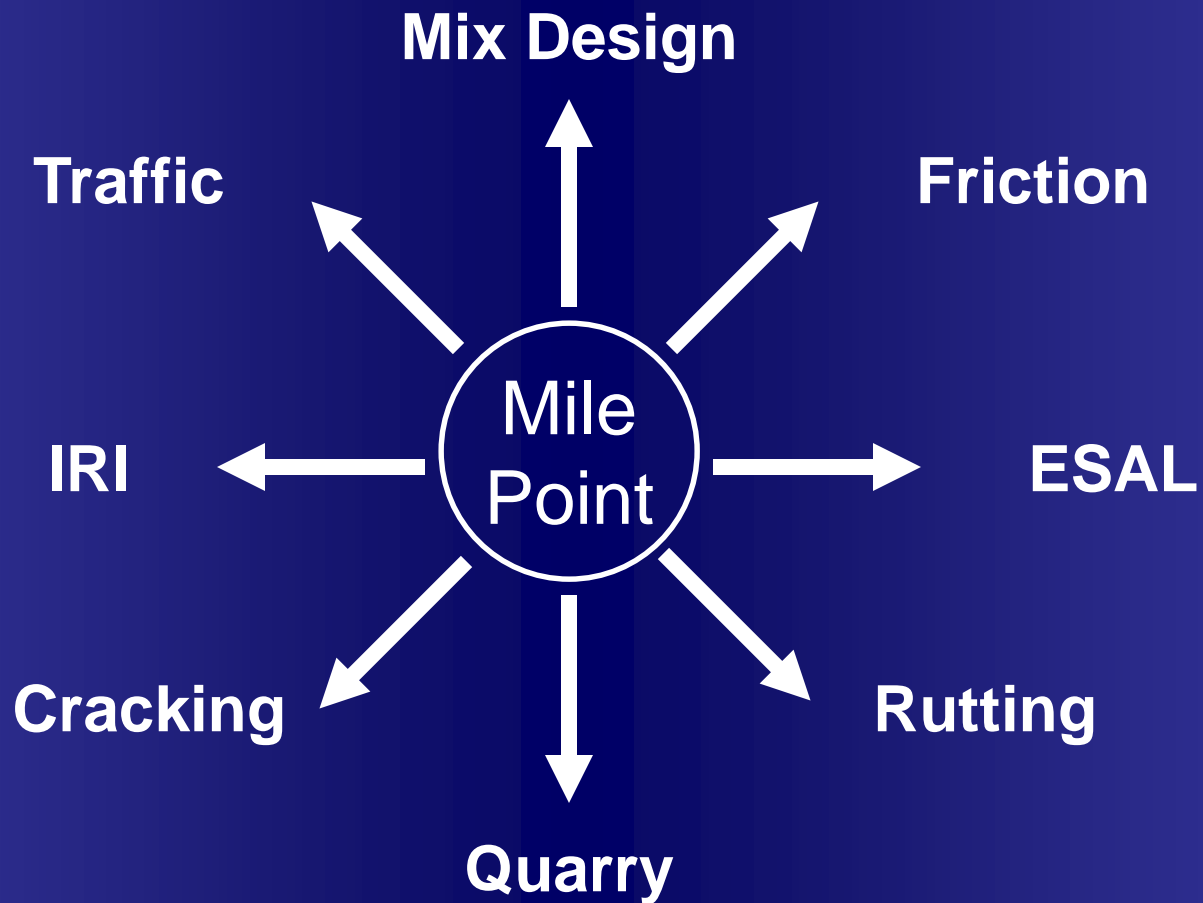 Mix Design
Traffic
Friction
Mile
Point
IRI
ESAL
Cracking
Rutting
Quarry